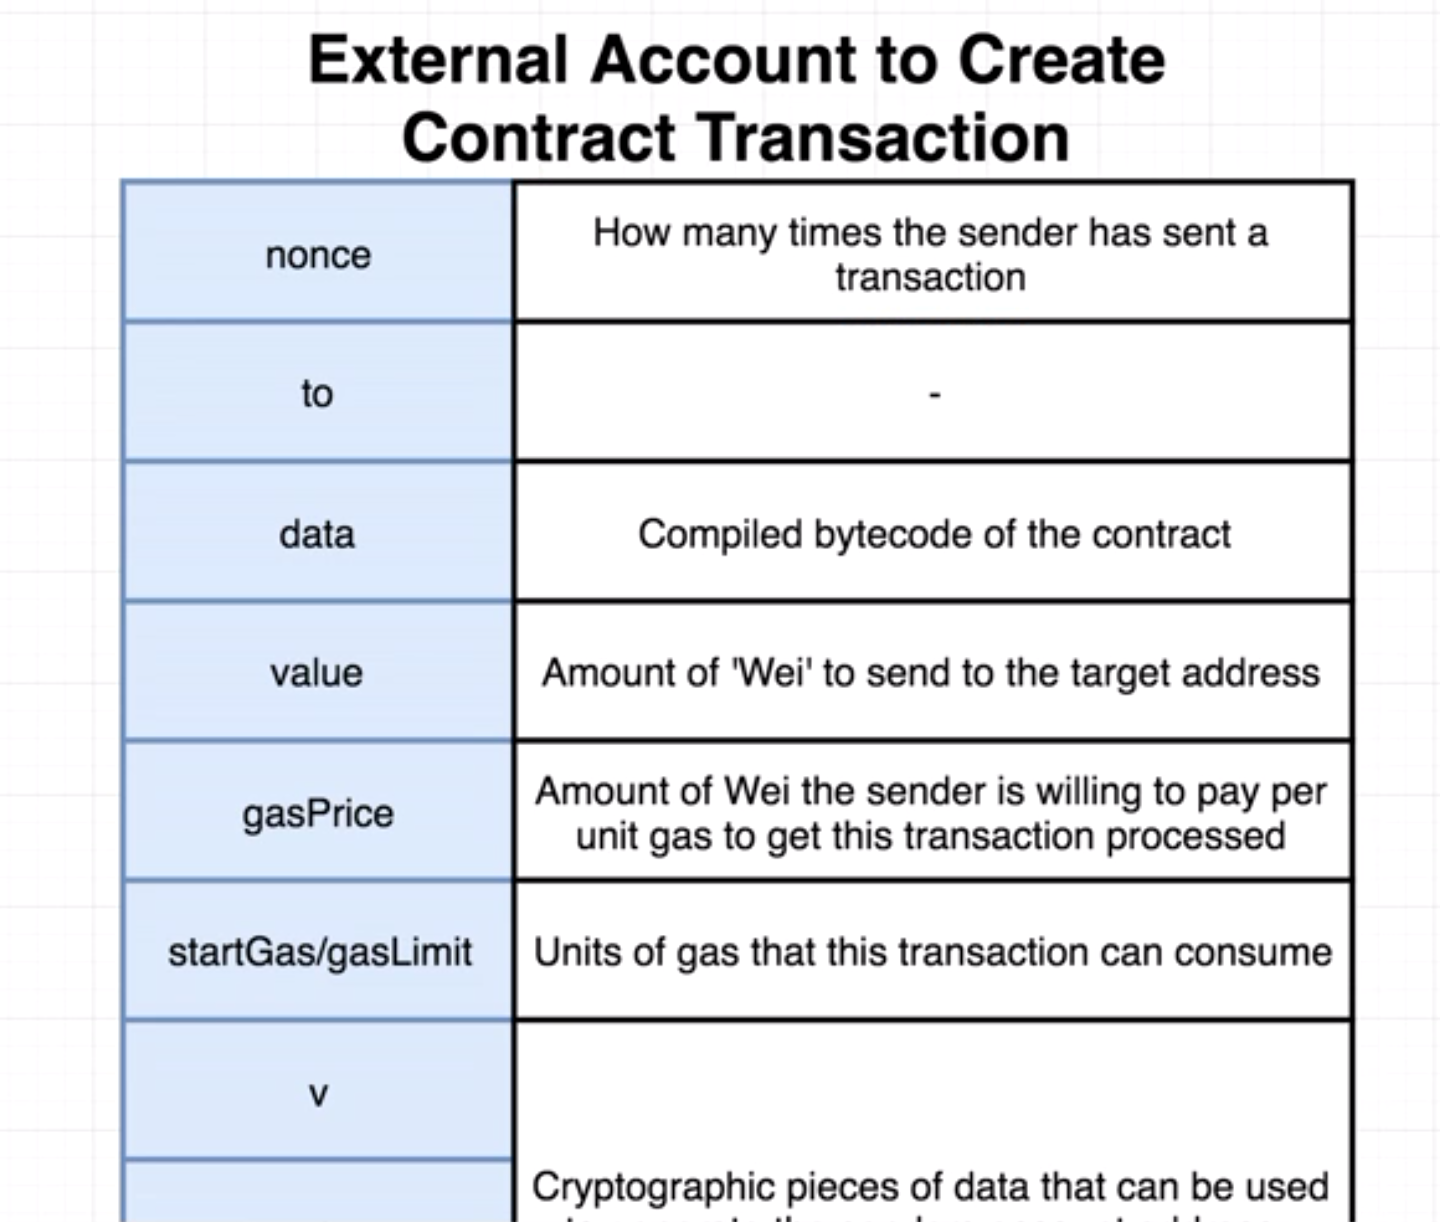 External Account to Create
Contract Transaction
nonce
How many times the sender has sent a
transaction
to
-
data
Compiled bytecode of the contract
value
Amount of 'Wei' to send to the target address
gasPrice
Amount of Wei the sender is willing to pay per
unit gas to get this transaction processed
startGas/gasLimit
Units of gas that this transaction can consume
v
Cryptographic pieces of data that can be used